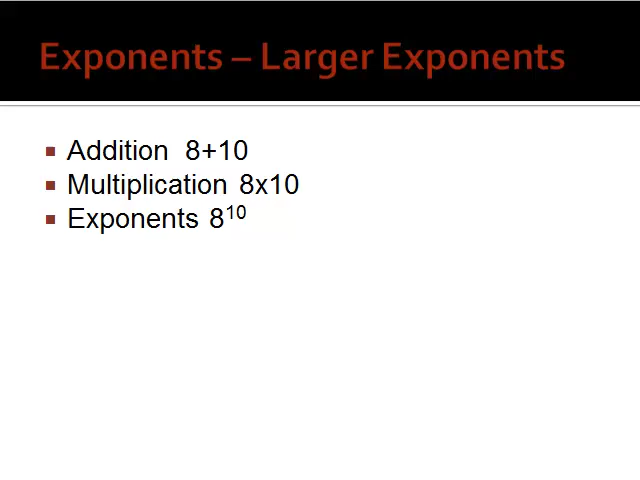 Exponents – Larger Exponents
Addition  8+10
Multiplication 8x10
Exponents 8¹⁰